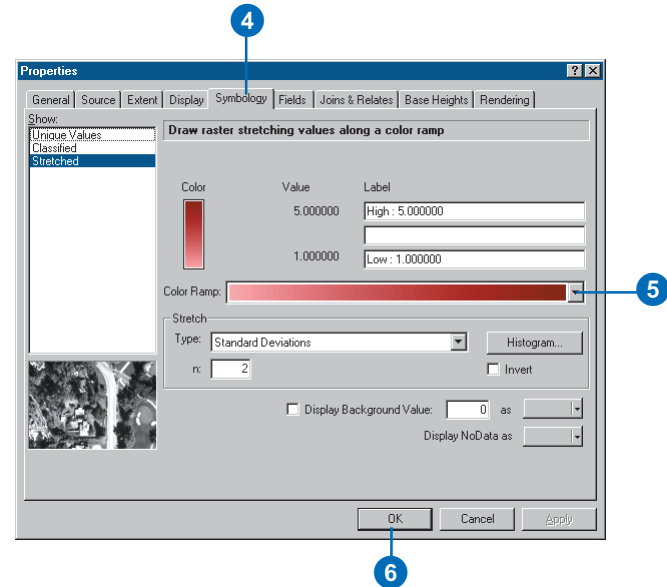 4
Properties
? X
General Source Extent Display Symbology Fields Joins & Relates Base Heights Rendering
Show:
Unique Values
Classified
Stretched
Draw raster stretching values along a color ramp
Color Value Label
5.000000 High : 5.000000
1.000000 Low : 1.000000
Color Ramp:
5
Stretch
Type: Standard Deviations
Histogram...
n: 2
Invert
Display Background Value: 0 as
Display NoData as
OK Cancel Apply
6